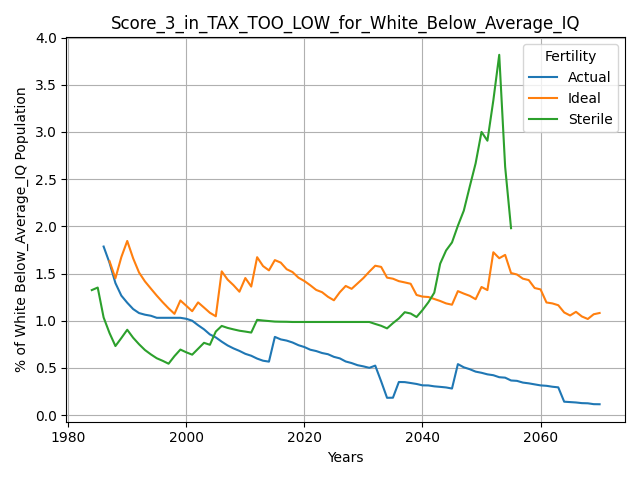 Score_3_in_TAX_TOO_LOW_for_White_Below_Average_IQ
% of White Below_Average_IQ Population
4.0
3.5
3.0
2.5
2.0
1.5
1.0
0.5
0.0
Fertility
Actual
Ideal
Sterile
1980
2000
2020
2040
2060
Years